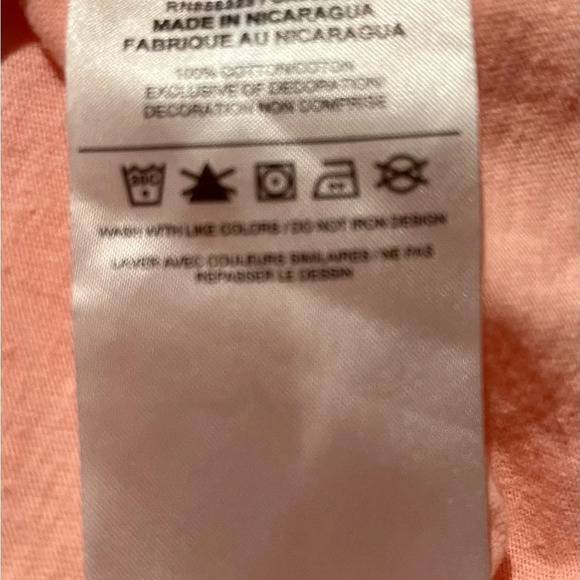 MADE IN NICARAGUA
FABRIQUE AU NICARAGUA
100% COTTON/COTON
EXCLUSIVE OF DECORATION/
DECORATION NON COMPRISE
30C
WASH WITH LIKE COLORS / DO NOT IRON DESIGN
LAVER AVEC COULEURS SIMILAIRES / NE PAS
REPASSER LE DESSIN